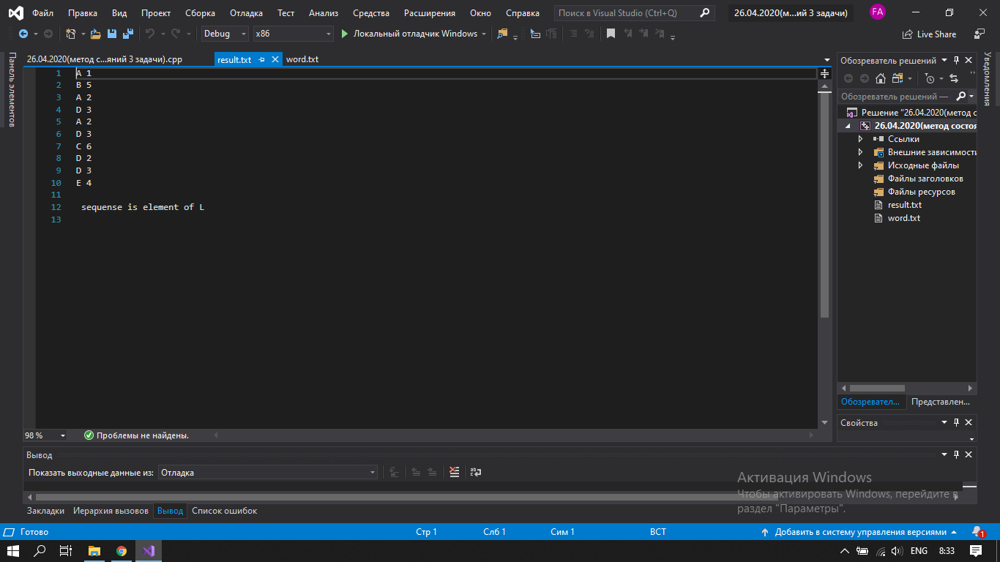 Файл Правка Вид Проект Сборка Отладка Тест Анализ Средства Расширения Окно Справка Поиск в Visual Studio (Ctrl+Q) 26.04.2020(м...ий 3 задачи) FA
Debug x86 Локальный отладчик Windows Live Share
Панель элементов
26.04.2020(метод с...яний 3 задачи).cpp result.txt word.txt
1 A 1
2 B 5
3 A 2
4 D 3
5 A 2
6 D 3
7 C 6
8 D 2
9 D 3
10 E 4
11
12 sequense is element of L
13
98 % Проблемы не найдены.
Обозреватель решений
Обозреватель решений —
Решение "26.04.2020(метод с
26.04.2020(метод состоя
Ссылки
Внешние зависимости
Исходные файлы
Файлы заголовков
Файлы ресурсов
result.txt
word.txt
Обозревател... Представлен...
Свойства
Уведомления
Вывод
Показать выходные данные из: Отладка
Активация Windows
Чтобы активировать Windows, перейдите в
раздел "Параметры".
Закладки Иерархия вызовов Вывод Список ошибок
Готово Стр 1 Слб 1 Сим 1 ВСТ Добавить в систему управления версиями 1
ENG 8:33